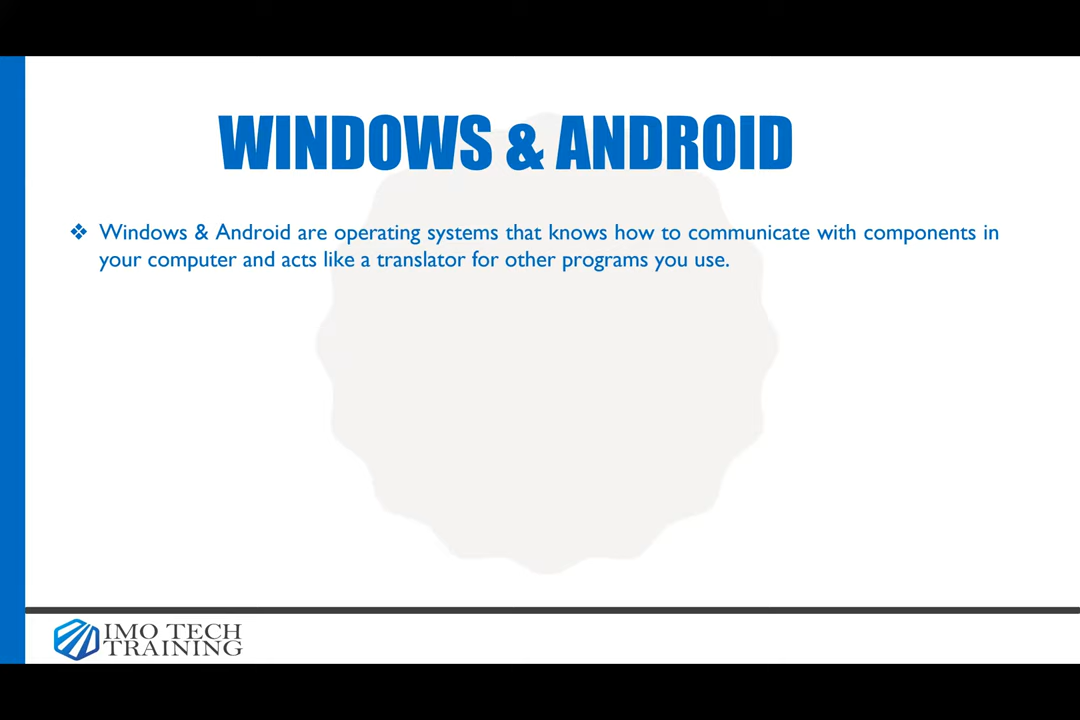 WINDOWS & ANDROID
❖ Windows & Android are operating systems that knows how to communicate with components in
your computer and acts like a translator for other programs you use.
IMO TECH
TRAINING